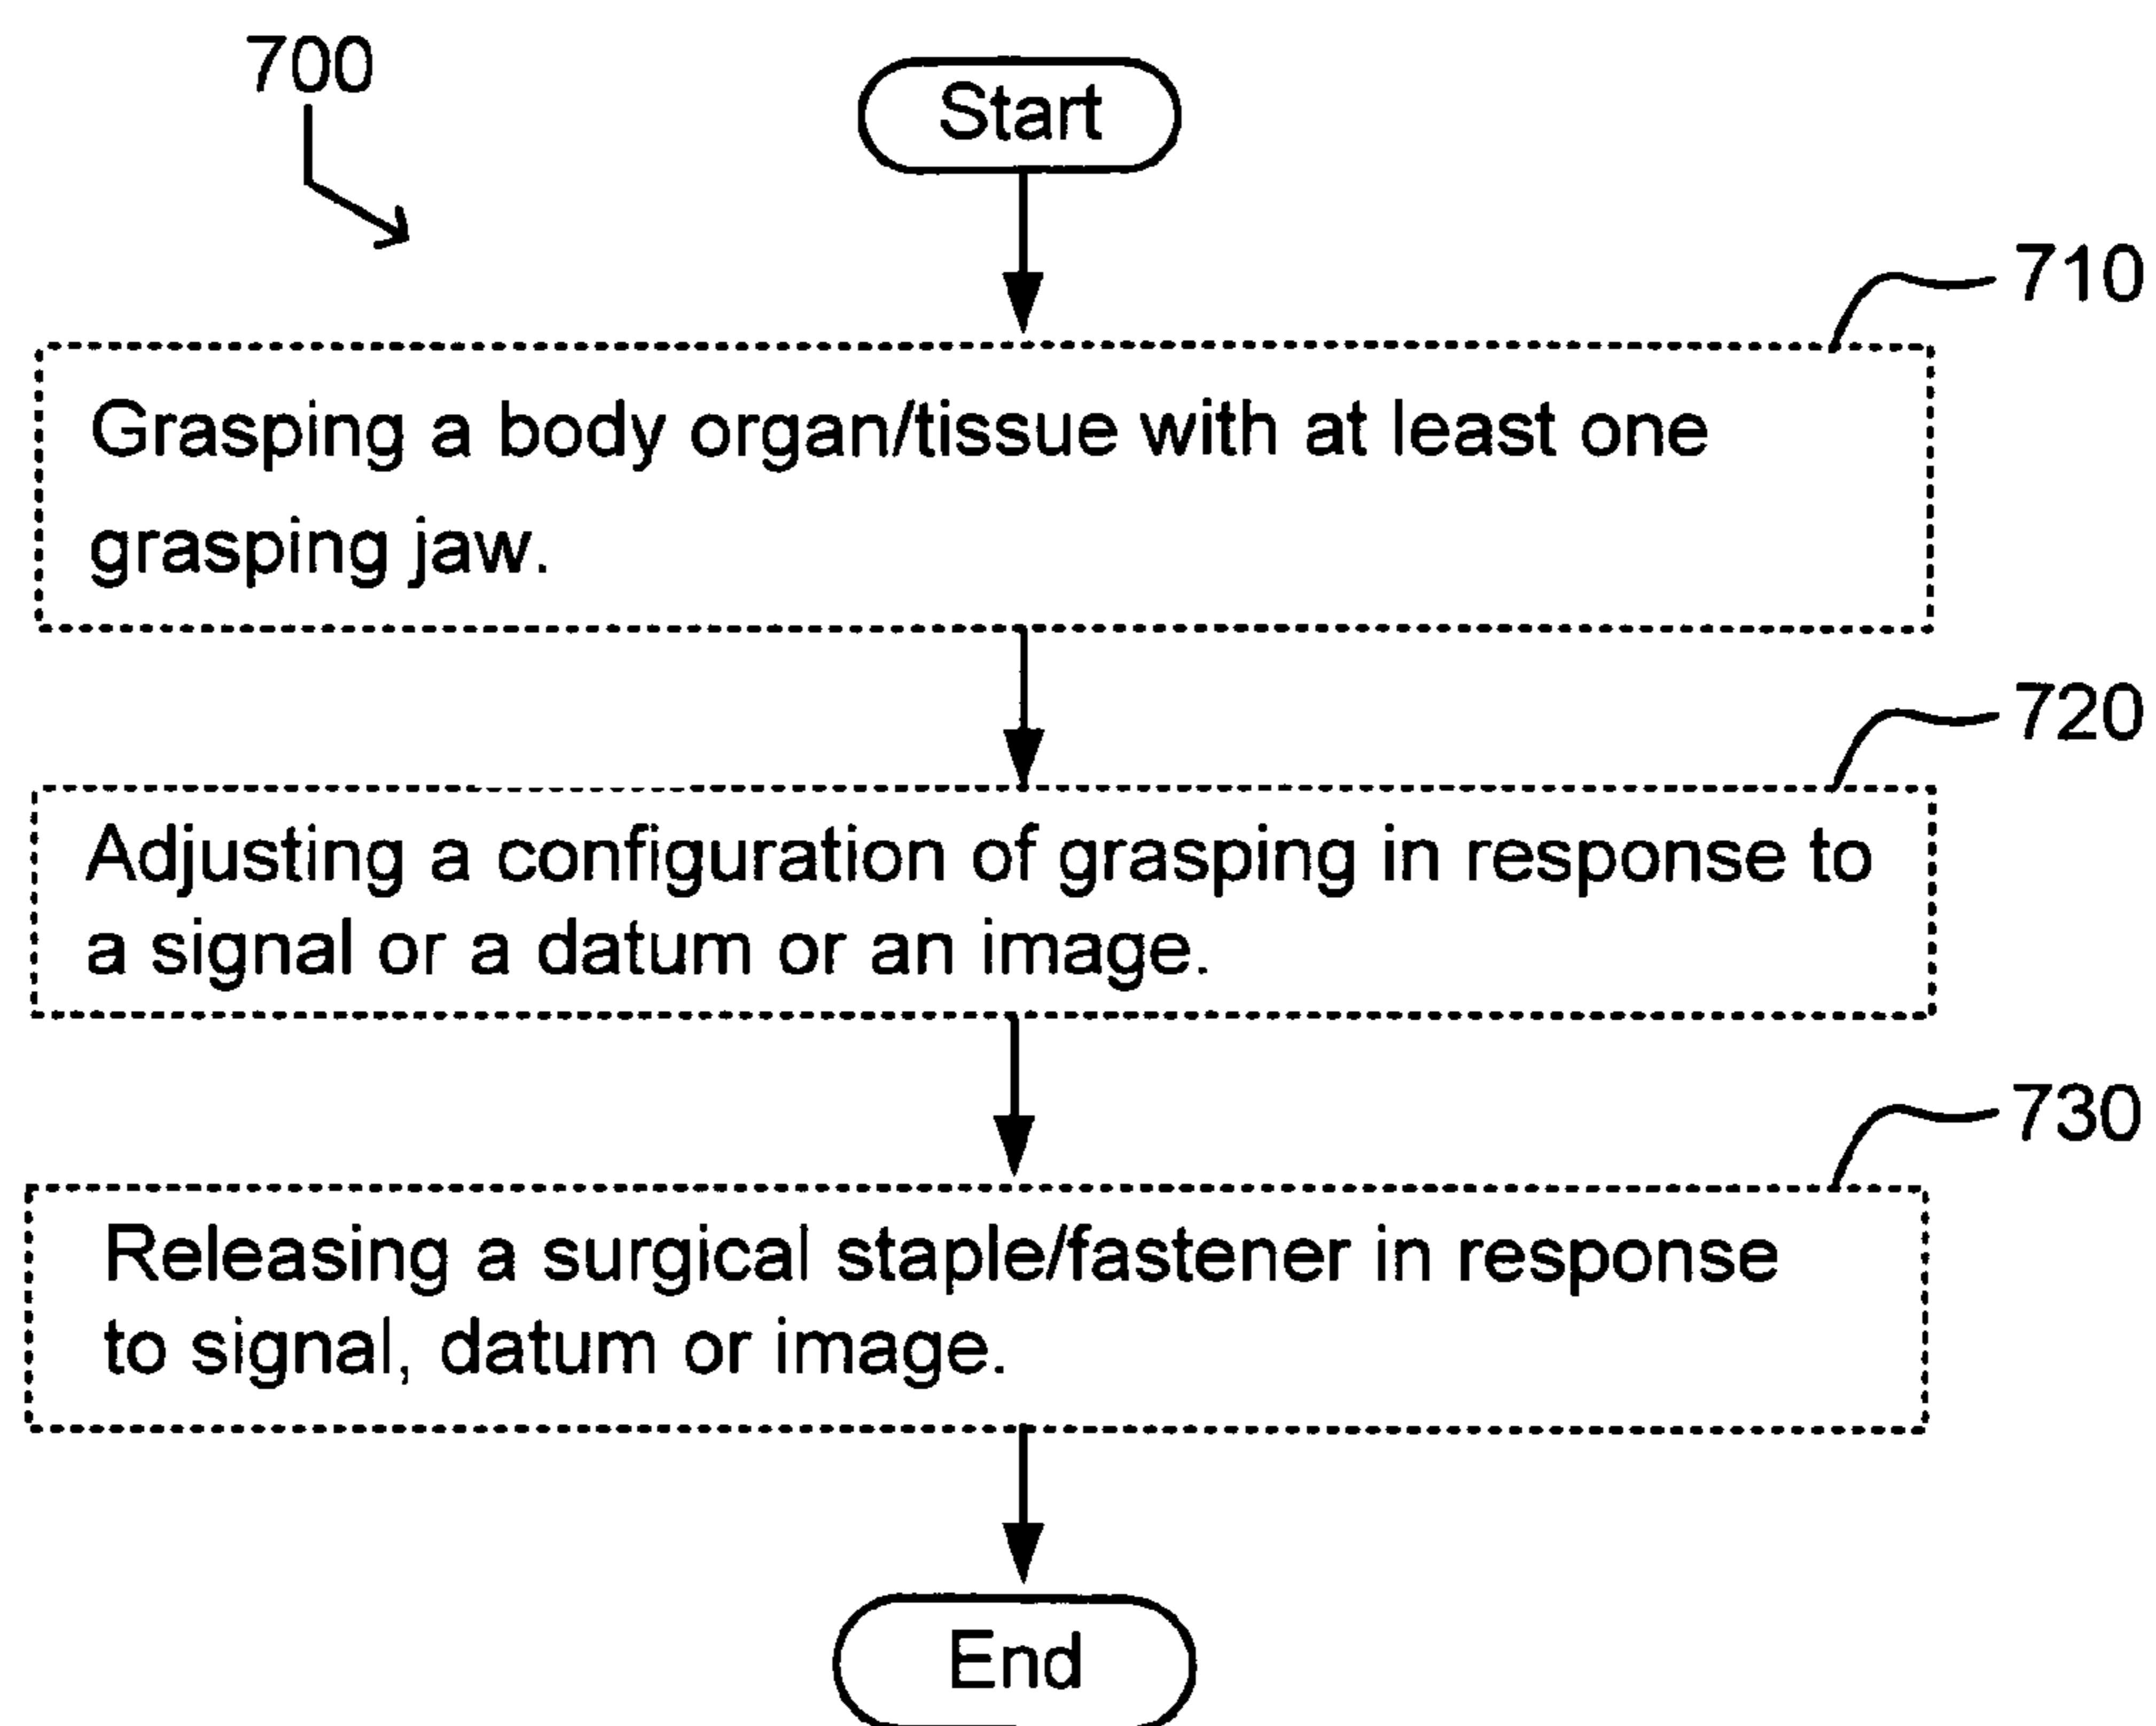 700
Start
710
Grasping a body organ/tissue with at least one
grasping jaw.
720
Adjusting a configuration of grasping in response to
a signal or a datum or an image.
730
Releasing a surgical staple/fastener in response
to signal, datum or image.
End